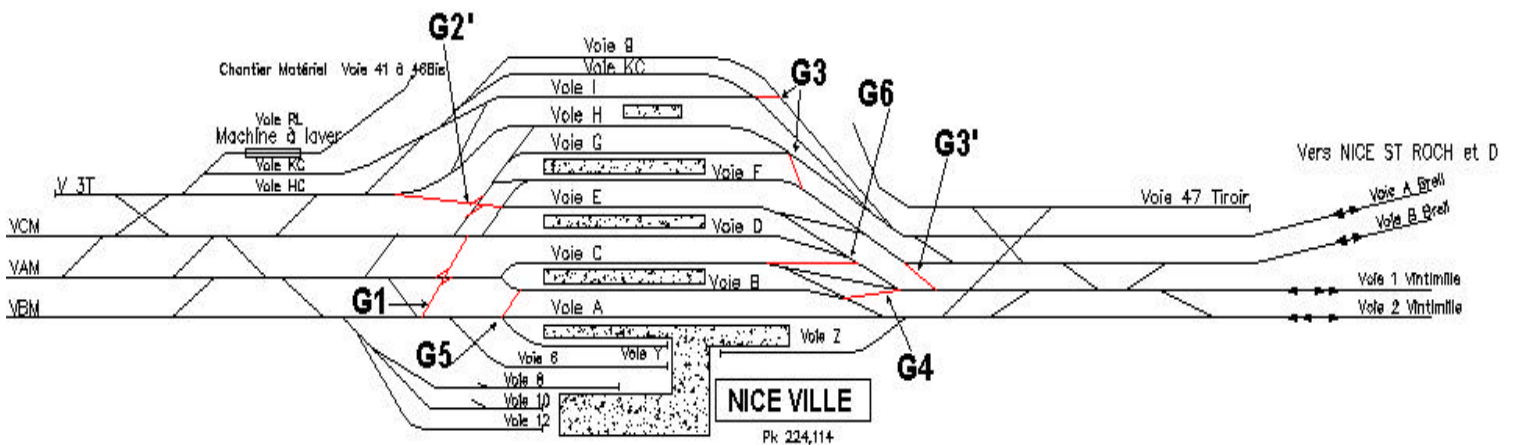 G2'
Voie 9
Chantier Matériel Voie 41 à 46Bis
Voie KC
G3
Voie I
G6
Voie RL
Voie H
Machine à laver
Voie G
G3'
Vers NICE ST ROCH et D
Voie KC
Voie F
V 3T
Voie HC
Voie E
Voie 47 Tiroir
Voie A Breil
VCM
Voie D
Voie B Breil
VAM
Voie C
Voie B
Voie 1 Vintimille
G1
VBM
Voie A
Voie 2 Vintimille
G5
Voie Z
Voie 6
Voie Y
G4
Voie 8
Voie 10
NICE VILLE
Voie 12
Pk 224,114